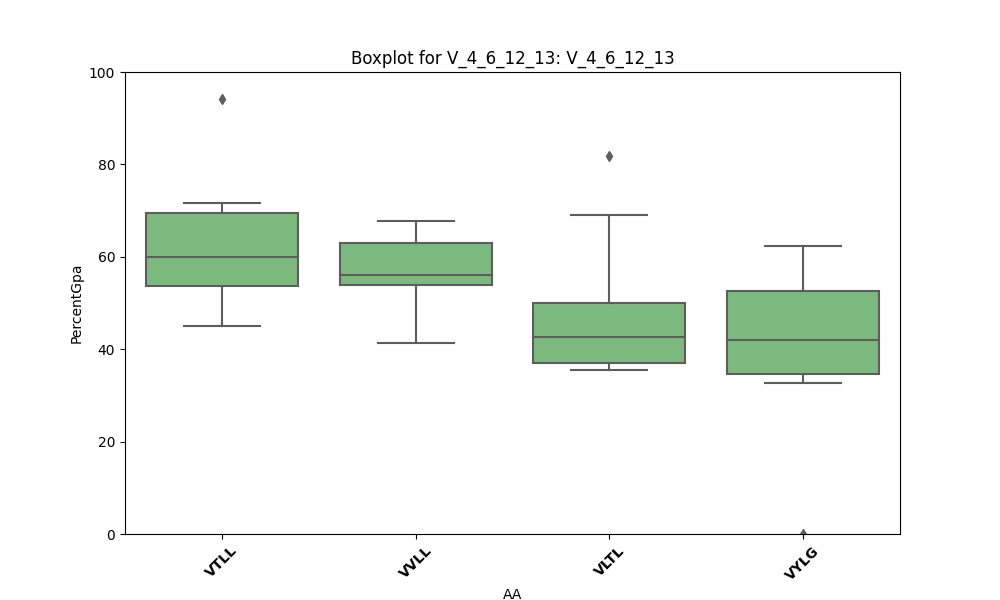 Boxplot for V_4_6_12_13: V_4_6_12_13
100
80
60
40
20
0
PercentGpa
VTLL
VVLL
VLTL
VYLG
AA